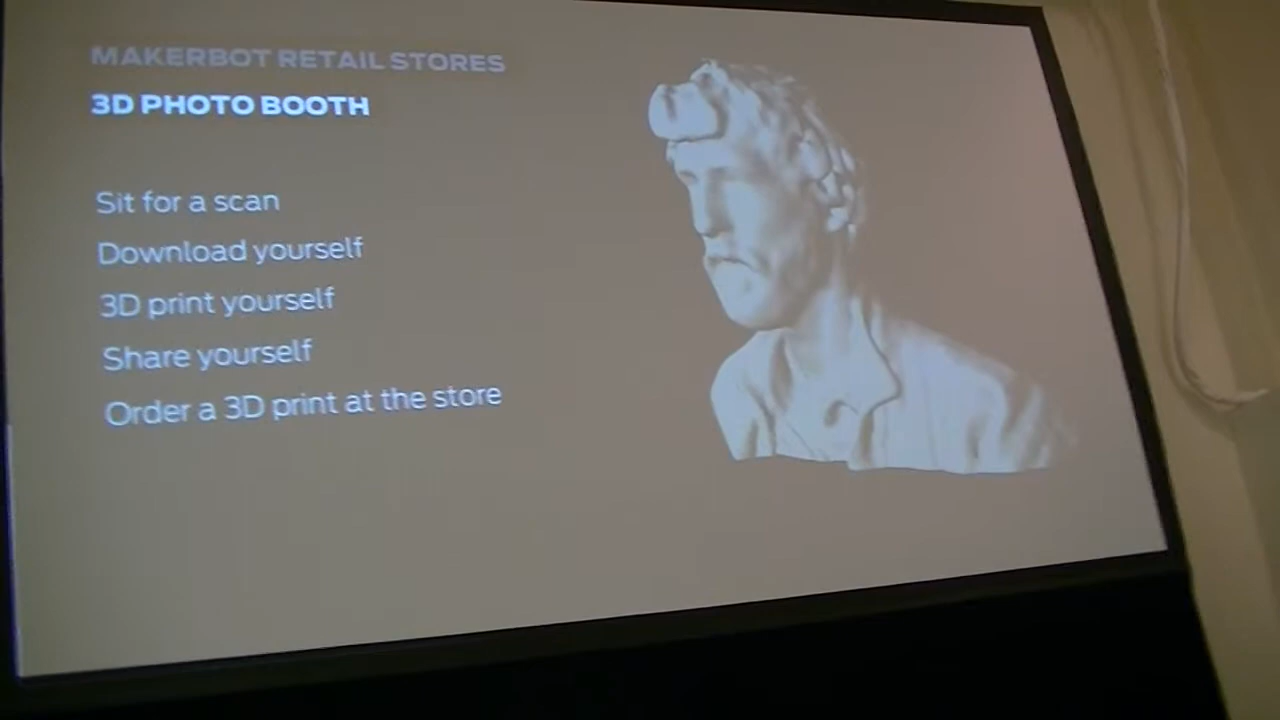 MAKERBOT RETAIL STORES
3D PHOTO BOOTH
Sit for a scan
Download yourself
3D print yourself
Share yourself
Order a 3D print at the store